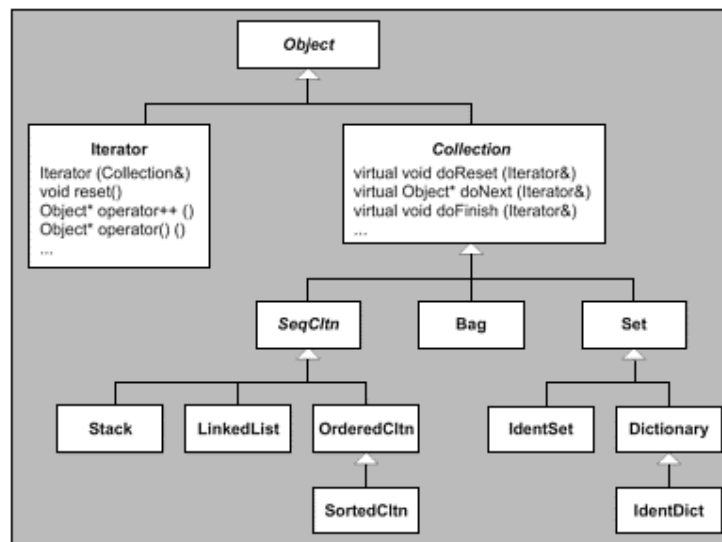 Object
Iterator
Iterator (Collection&)
void reset()
Object* operator++ ()
Object* operator() ()
...
Collection
virtual void doReset (Iterator&)
virtual Object* doNext (Iterator&)
virtual void doFinish (Iterator&)
...
SeqCltn
Bag
Set
Stack
LinkedList
OrderedCltn
IdentSet
Dictionary
SortedCltn
IdentDict